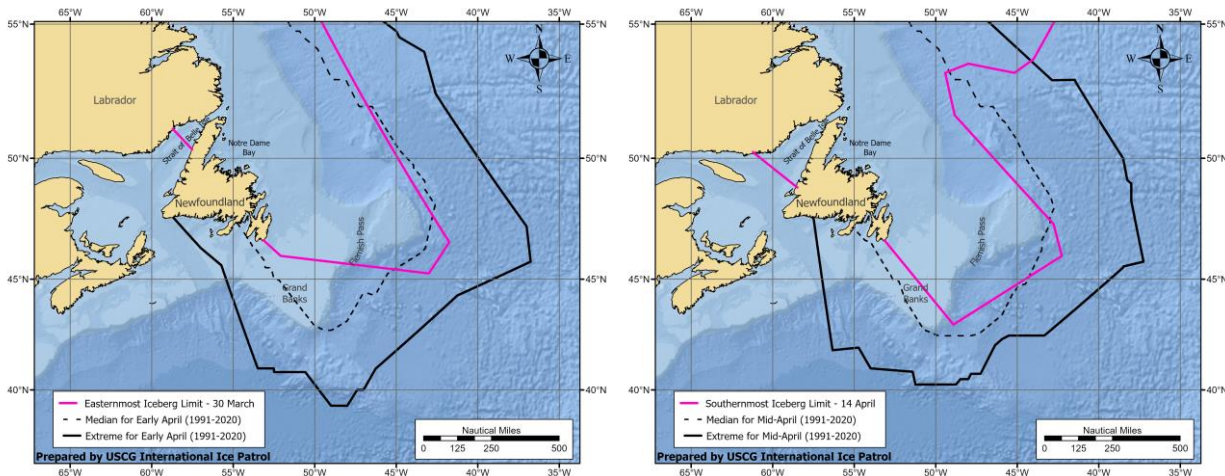 65°W 60°W 55°W 50°W 45°W 40°W 35°W
55°N 55°N
N
W E
S
Labrador
Strait of Belle
Notre Dame
Bay
50°N 50°N
Newfoundland
Flemish Pass
45°N 45°N
Grand
Banks
40°N 40°N
Easternmost Iceberg Limit - 30 March
Median for Early April (1991-2020)
Extreme for Early April (1991-2020)
Nautical Miles
0 125 250 500
Prepared by USCG International Ice Patrol
65°W 60°W 55°W 50°W 45°W 40°W 35°W
65°W 60°W 55°W 50°W 45°W 40°W 35°W
55°N 55°N
N
W E
S
Labrador
Strait of Belle
Notre Dame
Bay
50°N 50°N
Newfoundland
Flemish Pass
45°N 45°N
Grand
Banks
40°N 40°N
Southernmost Iceberg Limit - 14 April
Median for Mid-April (1991-2020)
Extreme for Mid-April (1991-2020)
Nautical Miles
0 125 250 500
Prepared by USCG International Ice Patrol
65°W 60°W 55°W 50°W 45°W 40°W 35°W